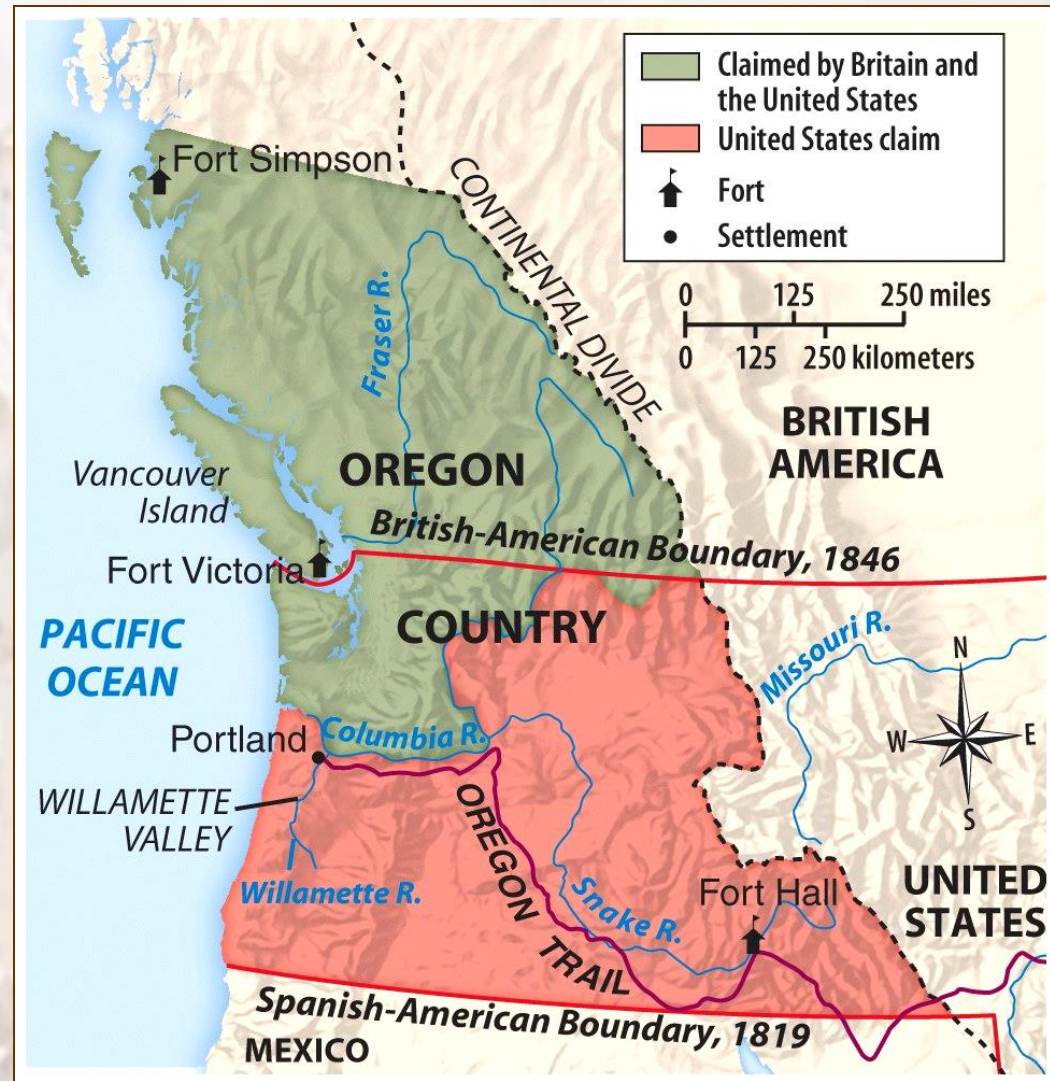 Claimed by Britain and
the United States
United States claim
Fort
Settlement
0 125 250 miles
0 125 250 kilometers
Fort Simpson
CONTINENTAL DIVIDE
Fraser R.
BRITISH
AMERICA
OREGON
Vancouver
Island
British-American Boundary, 1846
Fort Victoria
COUNTRY
PACIFIC
OCEAN
Missouri R.
N
W
E
S
Portland
Columbia R.
WILLAMETTE
VALLEY
OREGON TRAIL
Willamette R.
Snake R.
Fort Hall
UNITED
STATES
Spanish-American Boundary, 1819
MEXICO